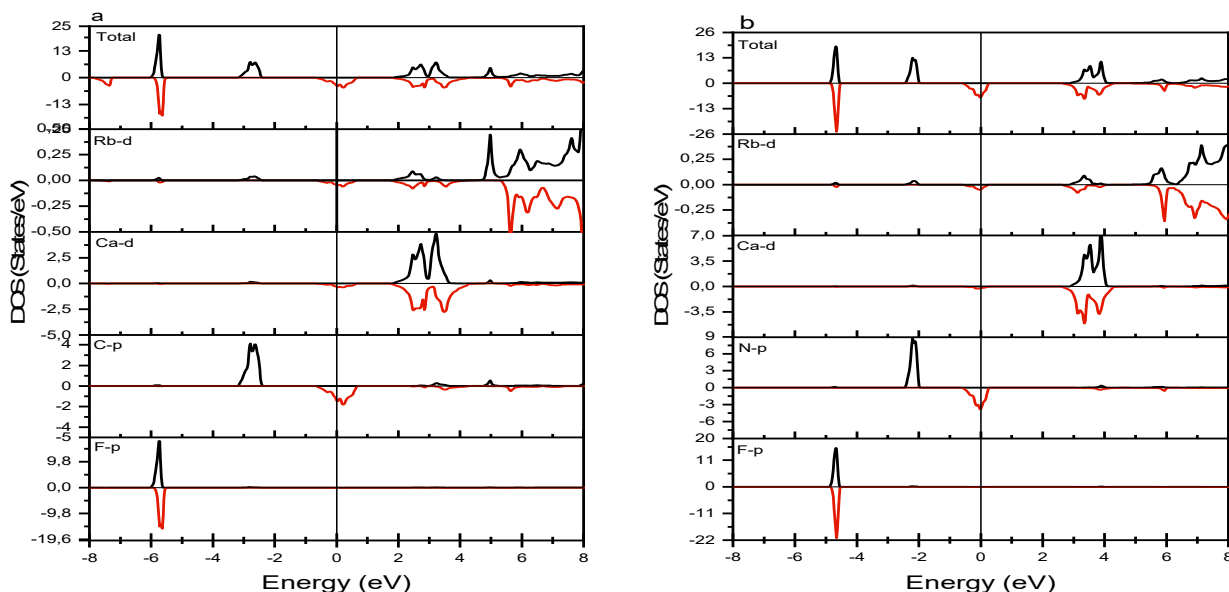 a
25
13
0
-13
-25
Total
0,50
0,25
0,00
-0,25
-0,50
Rb-d
2,5
0,0
-2,5
-5,0
Ca-d
4
2
0
-2
-4
C-p
-5
9,8
0,0
-9,8
-19,6
F-p
-8 -6 -4 -2 0 2 4 6 8
Energy (eV)
DOS (States/eV)
b
26
13
0
-13
-26
Total
0,25
0,00
-0,25
Rb-d
7,0
3,5
0,0
-3,5
Ca-d
9
6
3
0
-3
-6
N-p
20
11
0
-11
-22
F-p
-8 -6 -4 -2 0 2 4 6 8
Energy (eV)
DOS (States/eV)